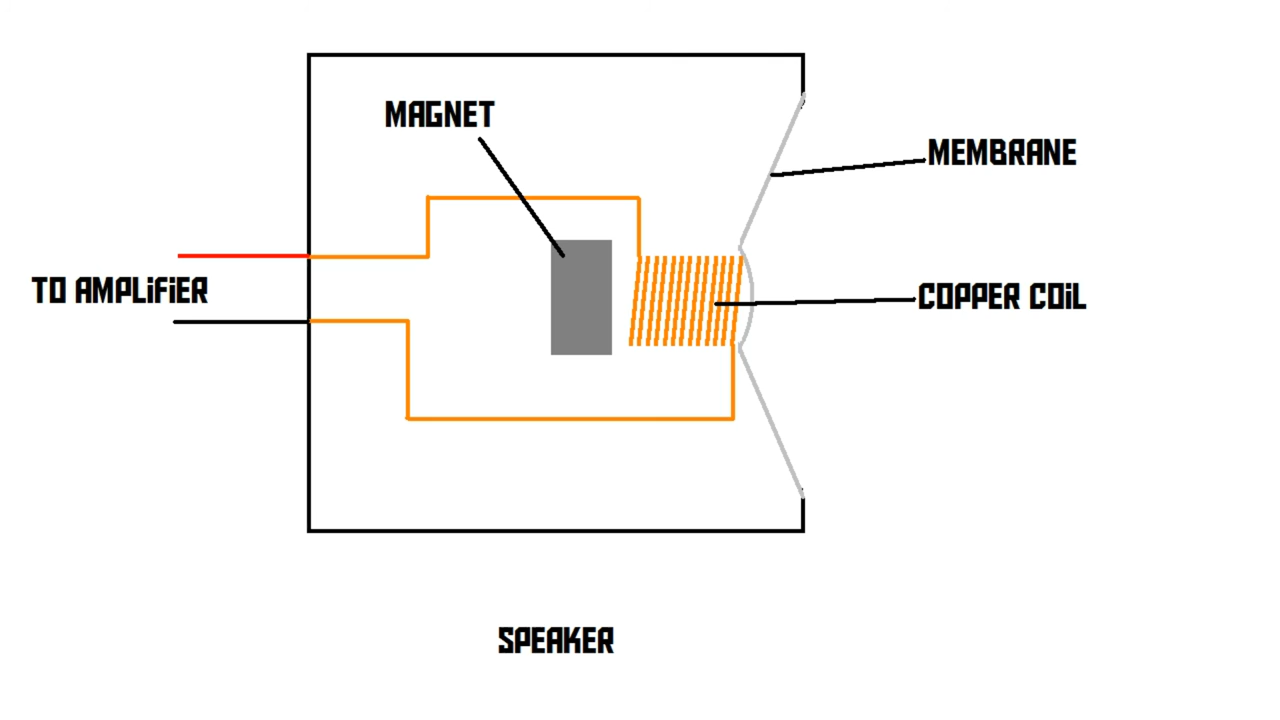 MAGNET
MEMBRANE
TO AMPLiFiER
COPPER COiL
SPEAKER